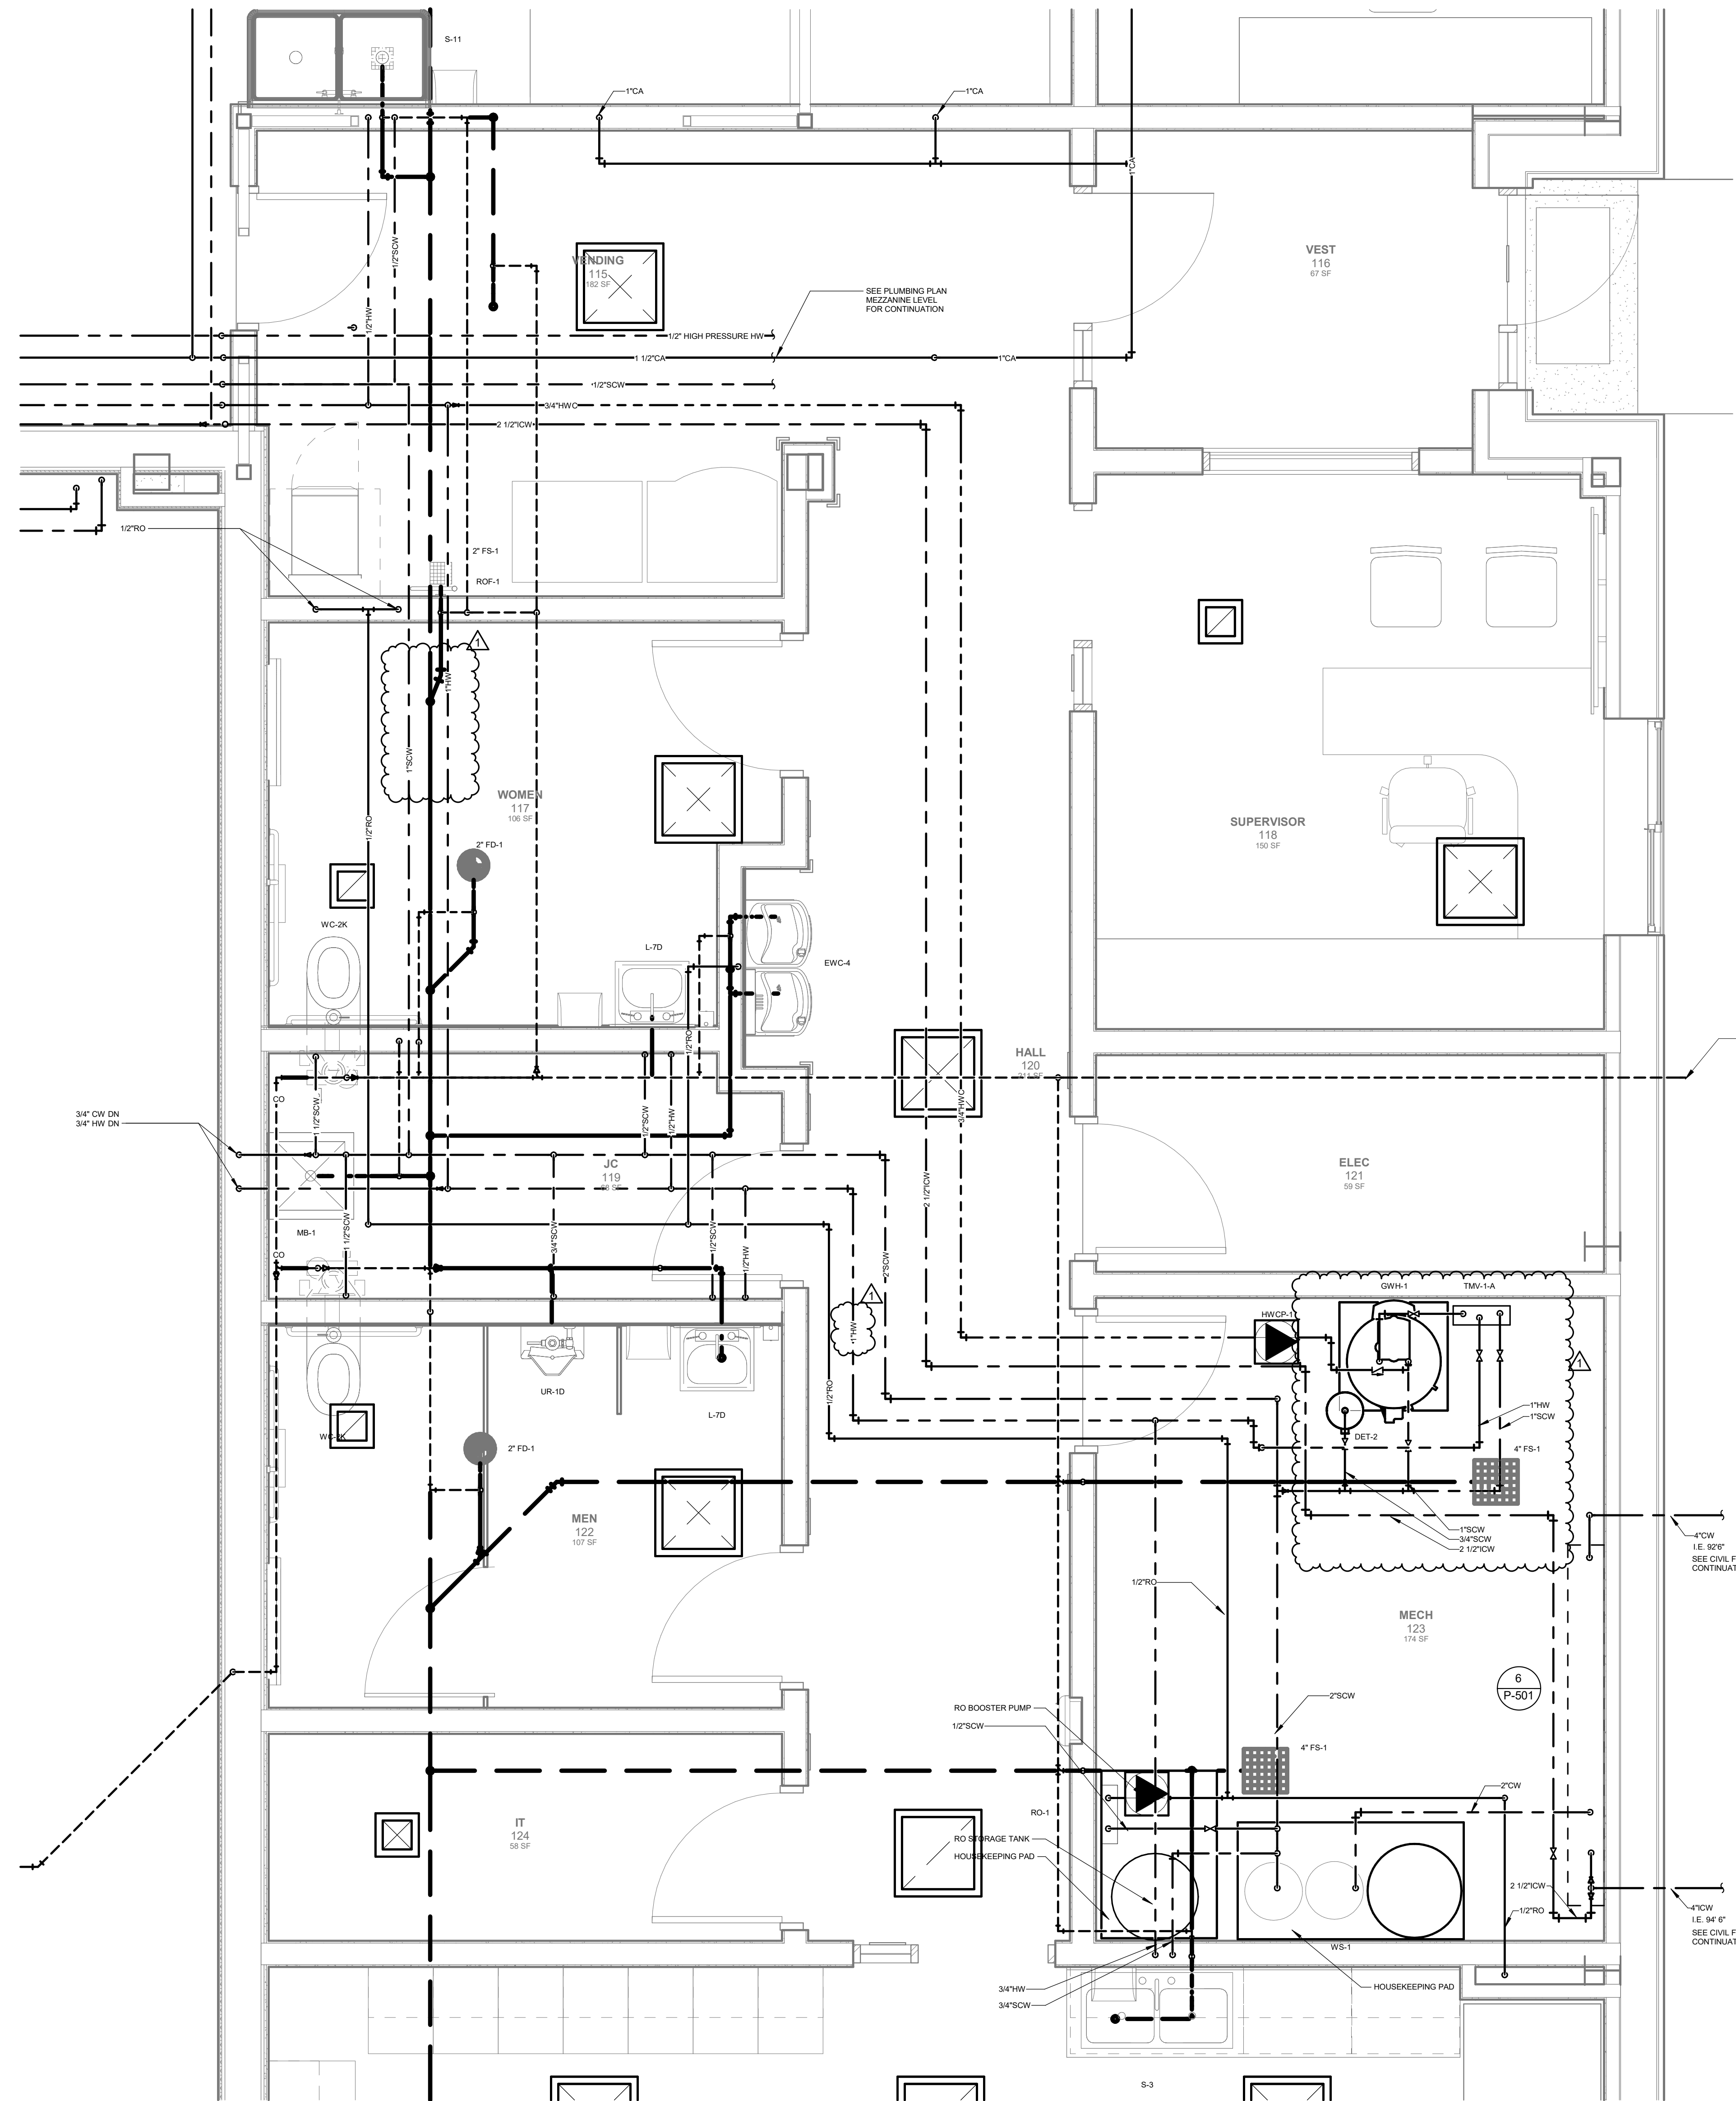 S-11
1"CA
1"CA
1"CA
1/2"SCW
1/2"HW
VENDING
115
182 SF
VEST
116
67 SF
SEE PLUMBING PLAN
MEZZANINE LEVEL
FOR CONTINUATION
1/2" HIGH PRESSURE HW
1 1/2"CA
1"CA
1/2"SCW
3/4"HWC
2 1/2"ICW
1/2"RO
2" FS-1
ROF-1
1
1"HW
1"SCW
1/2"RO
WOMEN
117
106 SF
2" FD-1
SUPERVISOR
118
150 SF
WC-2K
L-7D
EWC-4
1/2"RO
HALL
120
211 SF
CO
1 1/2"SCW
1/2"SCW
1/2"HW
3/4"HWC
3/4" CW DN
3/4" HW DN
JC
119
ELEC
121
59 SF
2 1/2"ICW
MB-1
1 1/2"SCW
3/4"SCW
1/2"SCW
1/2"HW
2"SCW
CO
1
1"HW
GWH-1
TMV-1-A
HWCP-1
1
UR-1D
1/2"RO
L-7D
WC-2K
1"HW
1"SCW
DET-2
2" FD-1
4" FS-1
MEN
122
107 SF
1"SCW
3/4"SCW
2 1/2"ICW
4"CW
I.E. 92'6"
SEE CIVIL F
CONTINUAT
1/2"RO
MECH
123
174 SF
6
P-501
RO BOOSTER PUMP
1/2"SCW
2"SCW
4" FS-1
2"CW
RO-1
IT
124
58 SF
RO STORAGE TANK
HOUSEKEEPING PAD
2 1/2"ICW
1/2"RO
4"ICW
I.E. 94' 6"
SEE CIVIL F
CONTINUAT
WS-1
3/4"HW
3/4"SCW
HOUSEKEEPING PAD
S-3